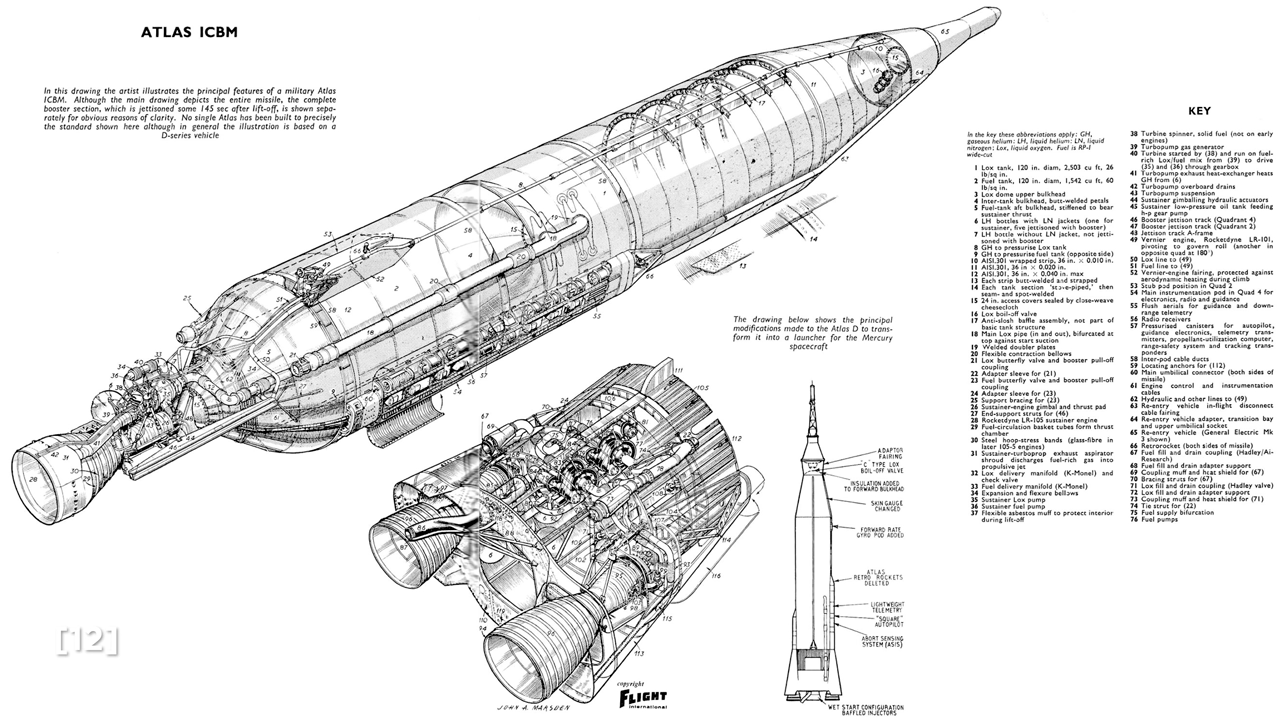 ATLAS ICBM
In this drawing the artist illustrates the principal features of a military Atlas
ICBM. Although the main drawing depicts the entire missile, the complete
booster section, which is jettisoned some 145 sec after lift-off, is shown sepa-
rately for obvious reasons of clarity. No single Atlas has been built to precisely
the standard shown here although in general the illustration is based on a
D-series vehicle
The drawing below shows the principal
modifications made to the Atlas D to trans-
form it into a launcher for the Mercury
spacecraft
ADAPTOR
FAIRING
'C' TYPE LOX
BOIL-OFF VALVE
INSULATION ADDED
TO FORWARD BULKHEAD
SKIN GAUGE
CHANGED
FORWARD RATE
GYRO POD ADDED
ATLAS
RETRO ROCKETS
DELETED
LIGHTWEIGHT
TELEMETRY
"SQUARE"
AUTOPILOT
ABORT SENSING
SYSTEM (ASIS)
WET START CONFIGURATION
BAFFLED INJECTORS
copyright
FLIGHT
International
JOHN A. MARSDEN
[12]
KEY
In the key these abbreviations apply: GH,
gaseous helium: LH, liquid helium: LN, liquid
nitrogen: Lox, liquid oxygen. Fuel is RP-1
wide-cut
1 Lox tank, 120 in. diam, 2,503 cu ft, 26
lb/sq in.
2 Fuel tank, 120 in. diam, 1,542 cu ft, 60
lb/sq in.
3 Lox dome upper bulkhead
4 Inter-tank bulkhead, butt-welded petals
5 Fuel-tank aft bulkhead, stiffened to bear
sustainer thrust
6 LH bottles with LN jackets (one for
sustainer, five jettisoned with booster)
7 LH bottle without LN jacket, not jetti-
soned with booster
8 GH to pressurise Lox tank
9 GH to pressurise fuel tank (opposite side)
10 AISI.301 wrapped strip, 36 in. × 0.010 in.
11 AISI.301, 36 in × 0.020 in.
12 AISI.301, 36 in × 0.040 in. max
13 Each strip butt-welded and strapped
14 Each tank section 'stove-piped,' then
seam- and spot-welded
15 24 in. access covers sealed by close-weave
cheesecloth
16 Lox boil-off valve
17 Anti-slosh baffle assembly, not part of
basic tank structure
18 Main Lox pipe (in and out), bifurcated at
top against start suction
19 Welded doubler plates
20 Flexible contraction bellows
21 Lox butterfly valve and booster pull-off
coupling
22 Adapter sleeve for (21)
23 Fuel butterfly valve and booster pull-off
coupling
24 Adapter sleeve for (23)
25 Support bracing for (23)
26 Sustainer-engine gimbal and thrust pad
27 End-support struts for (46)
28 Rocketdyne LR-105 sustainer engine
29 Fuel-circulation basket tubes form thrust
chamber
30 Steel hoop-stress bands (glass-fibre in
later 105-5 engines)
31 Sustainer-turboprop exhaust aspirator
shroud discharges fuel-rich gas into
propulsive jet
32 Lox delivery manifold (K-Monel) and
check valve
33 Fuel delivery manifold (K-Monel)
34 Expansion and flexure bellows
35 Sustainer Lox pump
36 Sustainer fuel pump
37 Flexible asbestos muff to protect interior
during lift-off
38 Turbine spinner, solid fuel (not on early
engines)
39 Turbopump gas generator
40 Turbine started by (38) and run on fuel-
rich Lox/fuel mix from (39) to drive
(35) and (36) through gearbox
41 Turbopump exhaust heat-exchanger heats
GH from (6)
42 Turbopump overboard drains
43 Turbopump suspension
44 Sustainer gimballing hydraulic actuators
45 Sustainer low-pressure oil tank feeding
h-p gear pump
46 Booster jettison track (Quadrant 4)
47 Booster jettison track (Quadrant 2)
48 Jettison track A-frame
49 Vernier engine, Rocketdyne LR-101,
pivoting to govern roll (another in
opposite quad at 180°)
50 Lox line to (49)
51 Fuel line to (49)
52 Vernier-engine fairing, protected against
aerodynamic heating during climb
53 Stub pod position in Quad 2
54 Main instrumentation pod in Quad 4 for
electronics, radio and guidance
55 Flush aerials for guidance and down-
range telemetry
56 Radio receivers
57 Pressurised canisters for autopilot,
guidance electronics, telemetry trans-
mitters, propellant-utilization computer,
range-safety system and tracking trans-
ponders
58 Inter-pod cable ducts
59 Locating anchors for (112)
60 Main umbilical connector (both sides of
missile)
61 Engine control and instrumentation
cables
62 Hydraulic and other lines to (49)
63 Re-entry vehicle in-flight disconnect
cable fairing
64 Re-entry vehicle adapter, transition bay
and upper umbilical socket
65 Re-entry vehicle (General Electric Mk
3 shown)
66 Retrorocket (both sides of missile)
67 Fuel fill and drain coupling (Hadley/Ai-
Research)
68 Fuel fill and drain adapter support
69 Coupling muff and heat shield for (67)
70 Bracing struts for (67)
71 Lox fill and drain coupling (Hadley valve)
72 Lox fill and drain adapter support
73 Coupling muff and heat shield for (71)
74 Tie strut for (22)
75 Fuel supply bifurcation
76 Fuel pumps